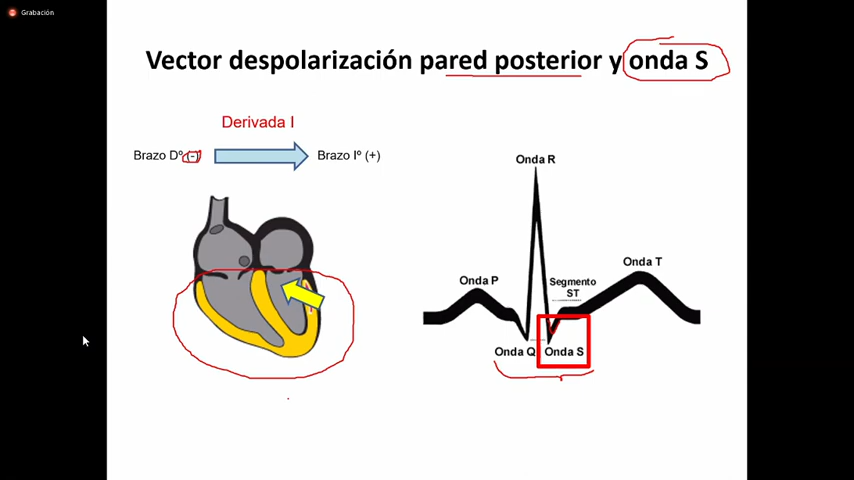 Grabación
Vector despolarización pared posterior y onda S
Derivada I
Brazo Dº (-)
Brazo Iº (+)
Onda R
Onda P
Segmento
ST
Onda T
Onda Q
Onda S